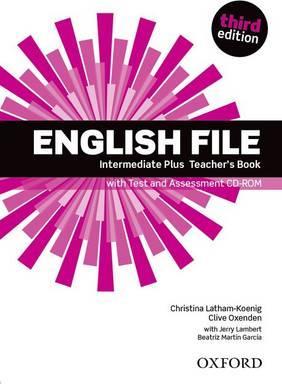 third
edition
ENGLISH FILE
Intermediate Plus Teacher's Book
with Test and Assessment CD-ROM
Christina Latham-Koenig
Clive Oxenden
with Jerry Lambert
Beatriz Martín García
OXFORD